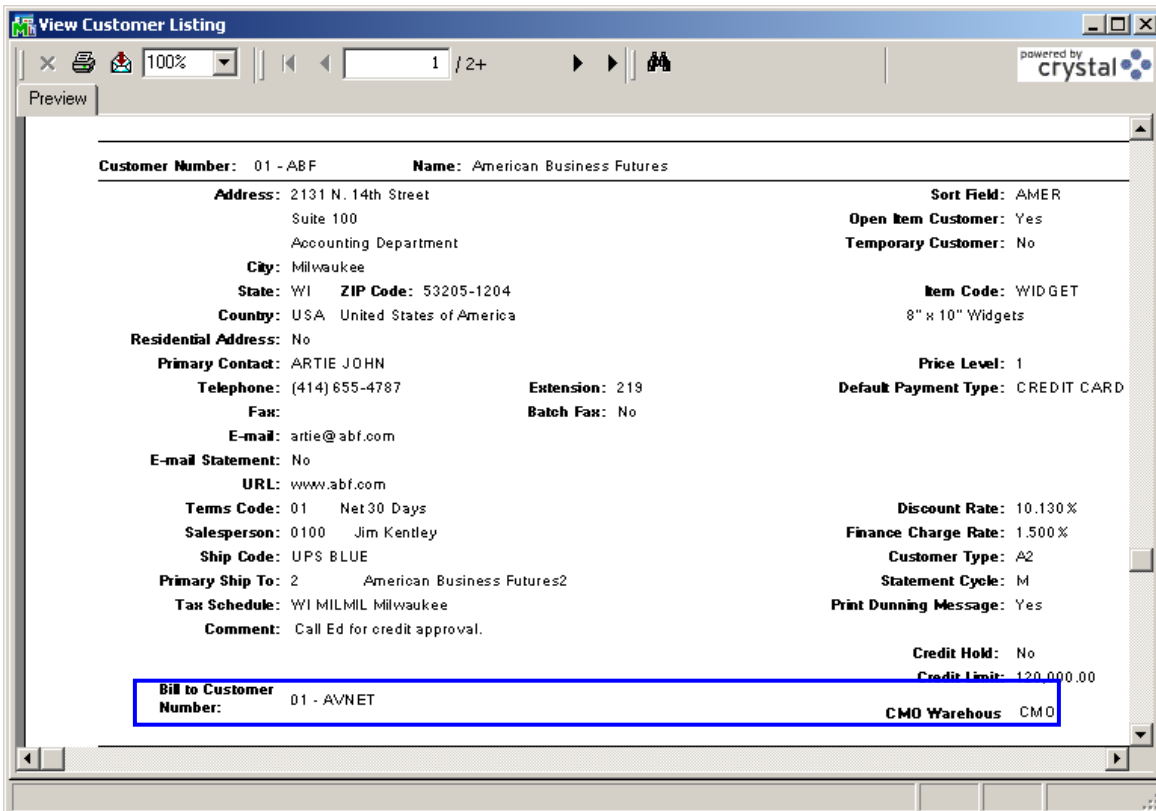 View Customer Listing
100% 1 / 2+ powered by crystal
Preview
Customer Number: 01 - ABF Name: American Business Futures
Address: 2131 N. 14th Street Sort Field: AMER
Suite 100 Open Item Customer: Yes
Accounting Department Temporary Customer: No
City: Milwaukee
State: WI ZIP Code: 53205-1204 Item Code: WIDGET
Country: USA United States of America 8" x 10" Widgets
Residential Address: No
Primary Contact: ARTIE JOHN Price Level: 1
Telephone: (414) 655-4787 Extension: 219 Default Payment Type: CREDIT CARD
Fax: Batch Fax: No
E-mail: artie@abf.com
E-mail Statement: No
URL: www.abf.com
Terms Code: 01 Net 30 Days Discount Rate: 10.130%
Salesperson: 0100 Jim Kentley Finance Charge Rate: 1.500%
Ship Code: UPS BLUE Customer Type: A2
Primary Ship To: 2 American Business Futures2 Statement Cycle: M
Tax Schedule: WI MILMIL Milwaukee Print Dunning Message: Yes
Comment: Call Ed for credit approval.
Credit Hold: No
Credit Limit: 120,000.00
Bill to Customer
Number: 01 - AVNET
CMO Warehous CMO